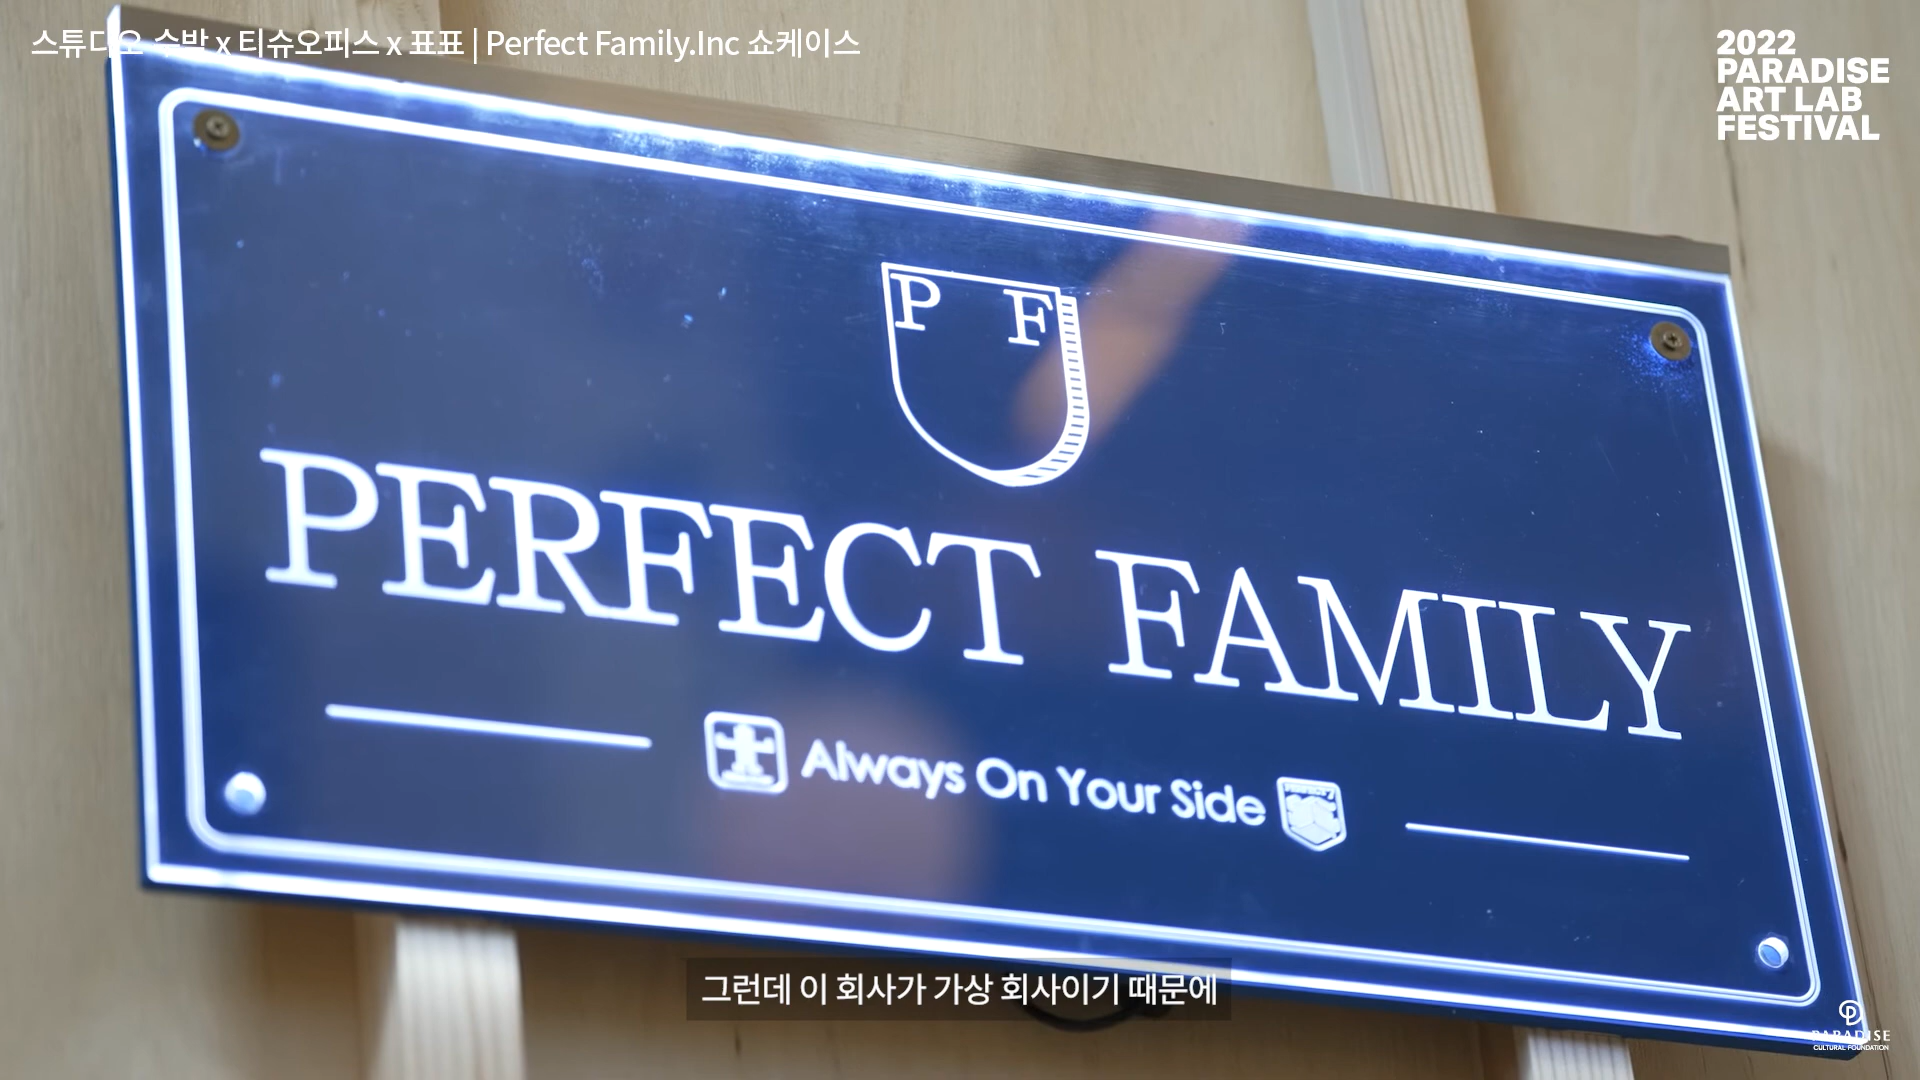 스튜디오 수박 x 티슈오피스 x 표표 | Perfect Family.Inc 쇼케이스
2022
PARADISE
ART LAB
FESTIVAL
P F
PERFECT FAMILY
Always On Your Side
그런데 이 회사가 가상 회사이기 때문에
PARADISE
CULTURAL FOUNDATION